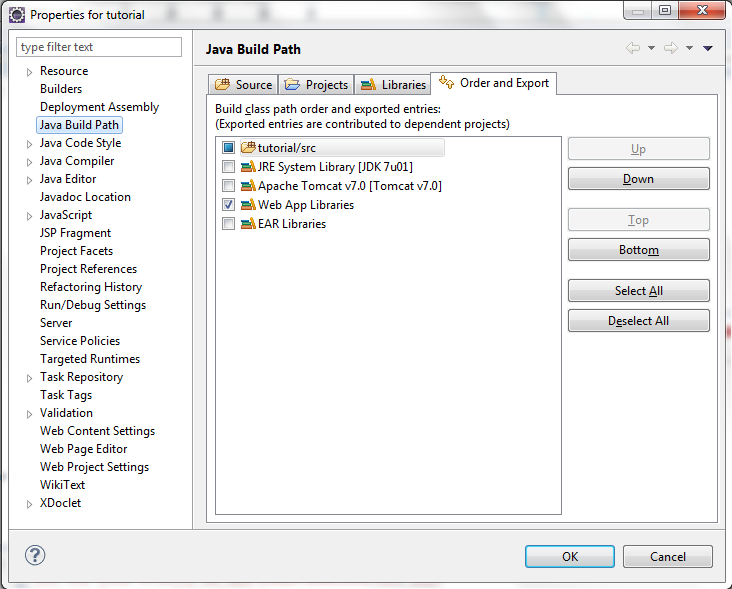 Properties for tutorial
type filter text
Resource
Builders
Deployment Assembly
Java Build Path
Java Code Style
Java Compiler
Java Editor
Javadoc Location
JavaScript
JSP Fragment
Project Facets
Project References
Refactoring History
Run/Debug Settings
Server
Service Policies
Targeted Runtimes
Task Repository
Task Tags
Validation
Web Content Settings
Web Page Editor
Web Project Settings
WikiText
XDoclet
Java Build Path
Source Projects Libraries Order and Export
Build class path order and exported entries:
(Exported entries are contributed to dependent projects)
tutorial/src
JRE System Library [JDK 7u01]
Apache Tomcat v7.0 [Tomcat v7.0]
Web App Libraries
EAR Libraries
Up
Down
Top
Bottom
Select All
Deselect All
OK Cancel